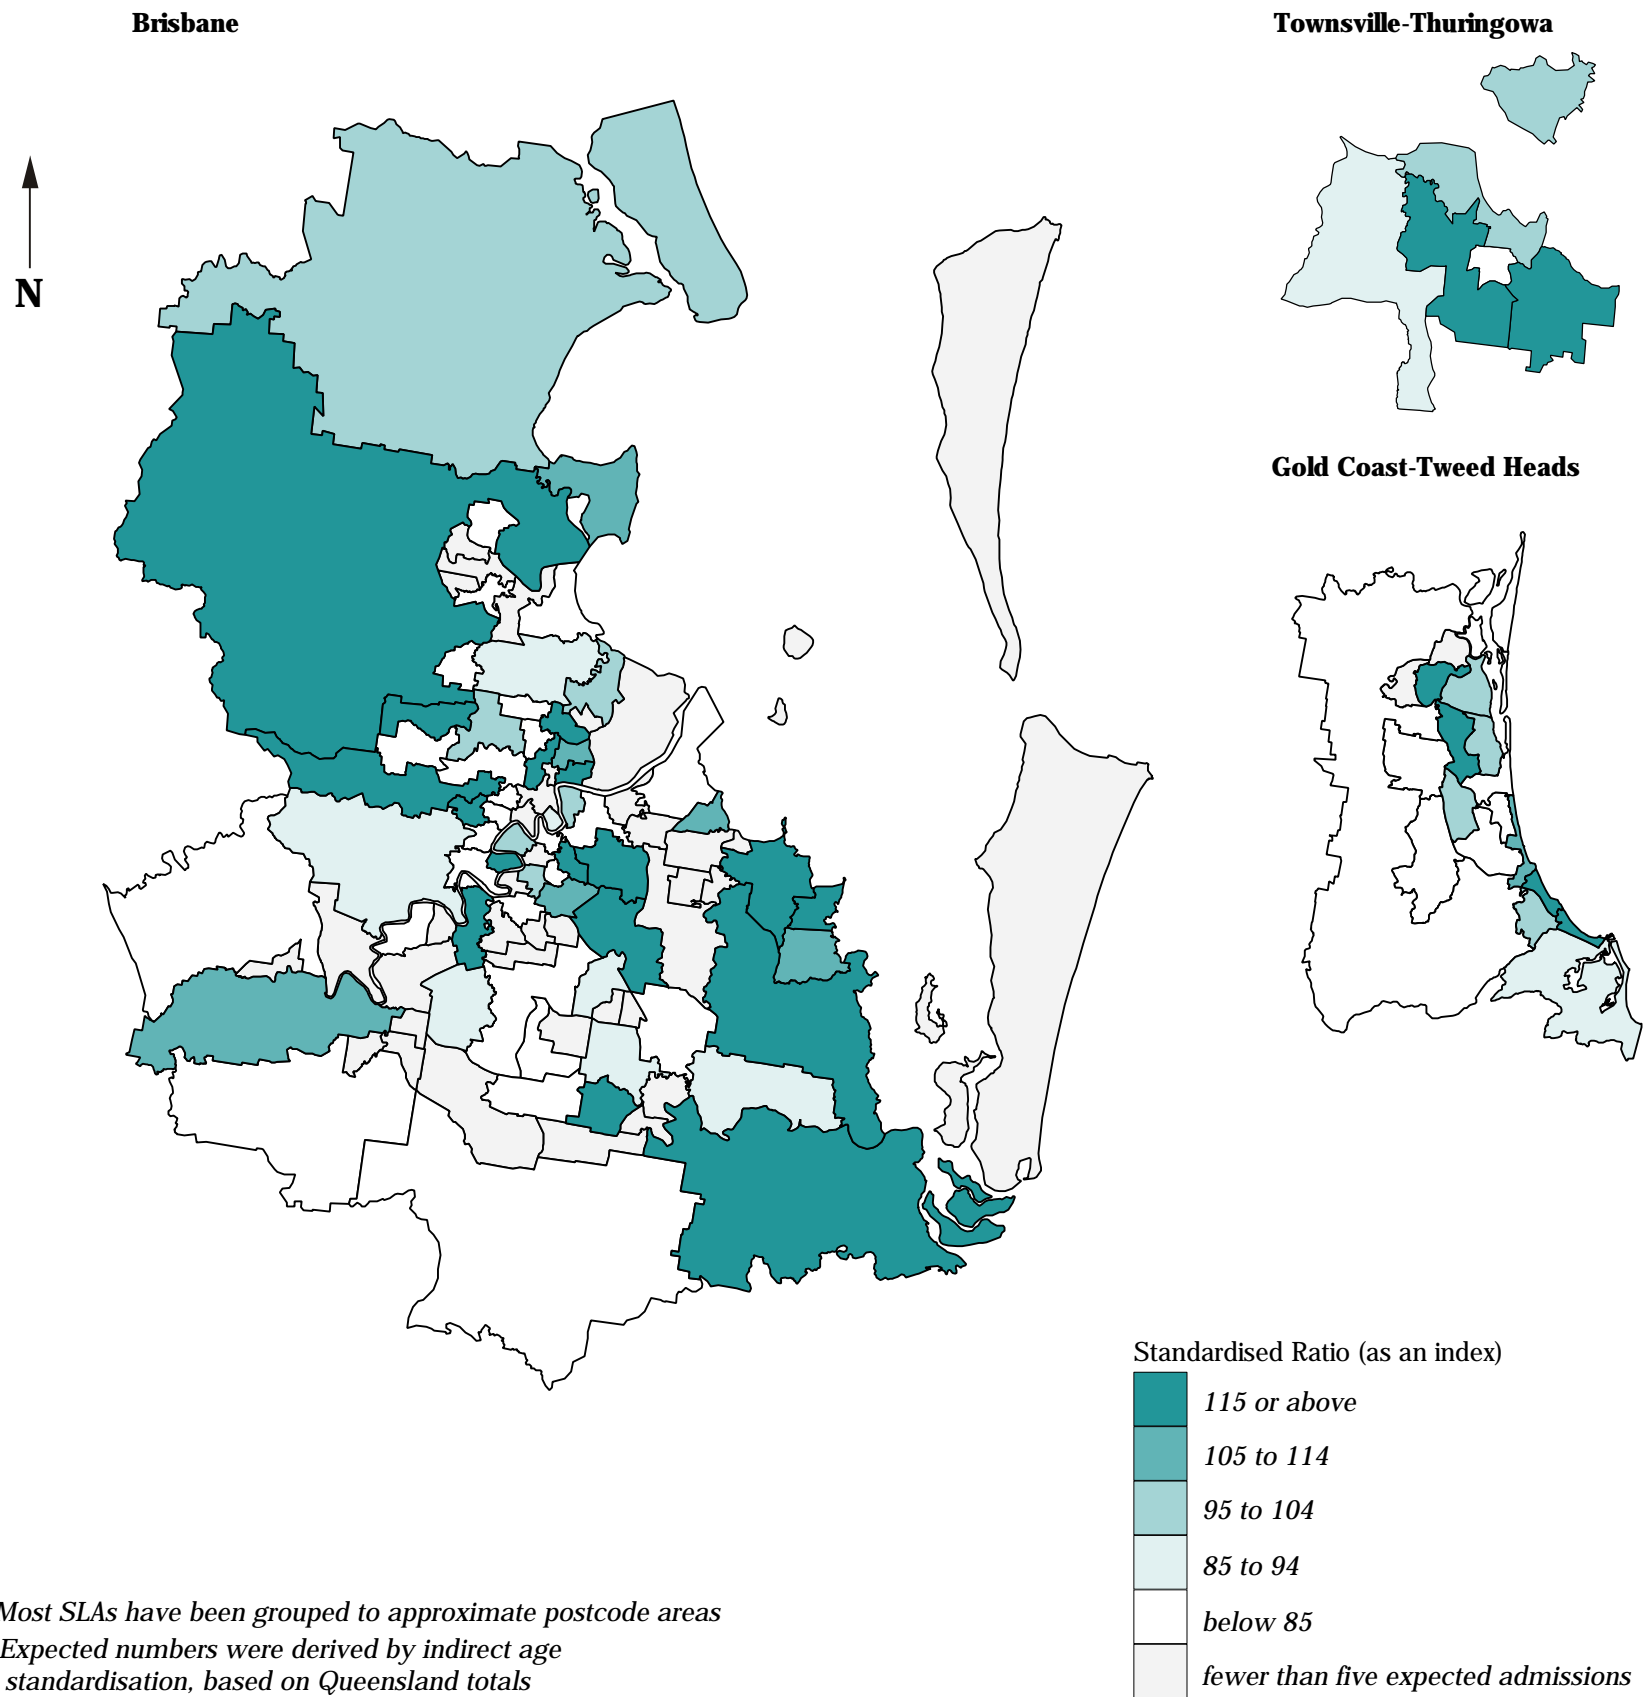 Brisbane
Townsville-Thuringowa
N
Gold Coast-Tweed Heads
Standardised Ratio (as an index)
115 or above
105 to 114
95 to 104
85 to 94
below 85
fewer than five expected admissions
Most SLAs have been grouped to approximate postcode areas
Expected numbers were derived by indirect age
standardisation, based on Queensland totals